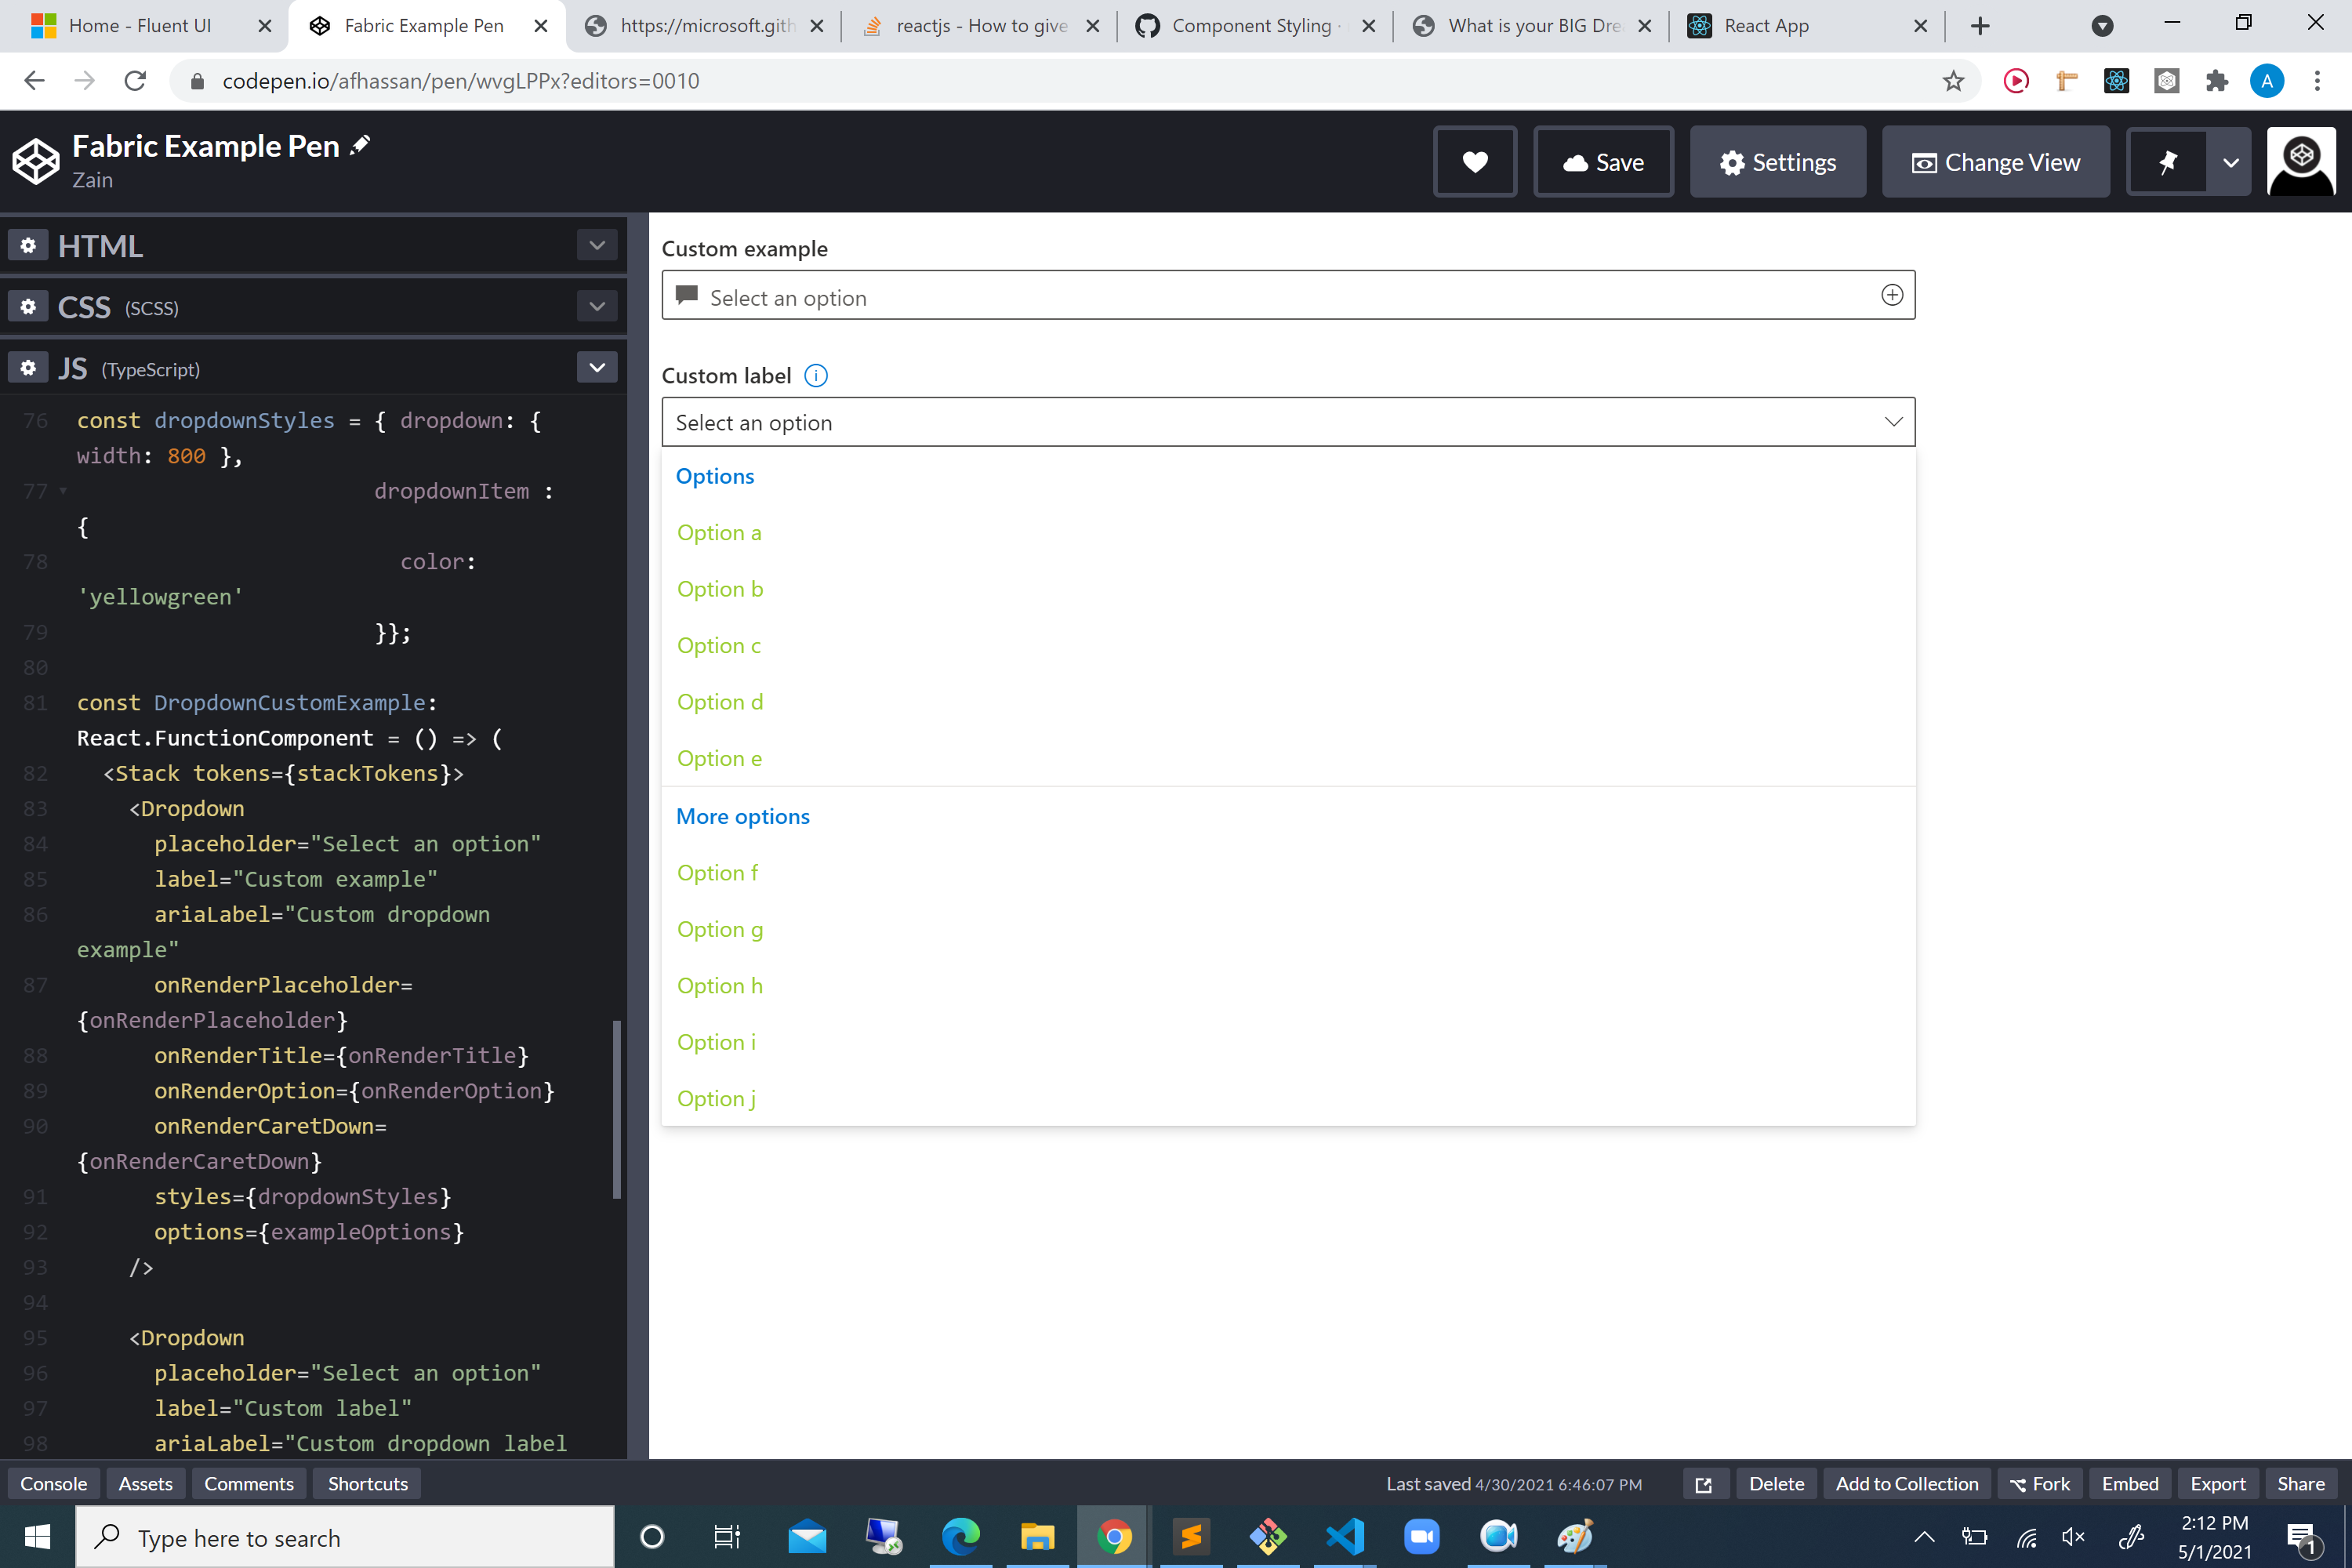 Home - Fluent UI
Fabric Example Pen
https://microsoft.gith
reactjs - How to give
Component Styling ·
What is your BIG Dre
React App
codepen.io/afhassan/pen/wvgLPPx?editors=0010
A
Fabric Example Pen
Zain
Save
Settings
Change View
HTML
CSS (SCSS)
JS (TypeScript)
76 const dropdownStyles = { dropdown: {
width: 800 },
77 dropdownItem :
{
78 color:
'yellowgreen'
79 }};
80
81 const DropdownCustomExample:
React.FunctionComponent = () => (
82 <Stack tokens={stackTokens}>
83 <Dropdown
84 placeholder="Select an option"
85 label="Custom example"
86 ariaLabel="Custom dropdown
example"
87 onRenderPlaceholder=
{onRenderPlaceholder}
88 onRenderTitle={onRenderTitle}
89 onRenderOption={onRenderOption}
90 onRenderCaretDown=
{onRenderCaretDown}
91 styles={dropdownStyles}
92 options={exampleOptions}
93 />
94
95 <Dropdown
96 placeholder="Select an option"
97 label="Custom label"
98 ariaLabel="Custom dropdown label
Custom example
Select an option
Custom label
Select an option
Options
Option a
Option b
Option c
Option d
Option e
More options
Option f
Option g
Option h
Option i
Option j
Console
Assets
Comments
Shortcuts
Last saved 4/30/2021 6:46:07 PM
Delete
Add to Collection
Fork
Embed
Export
Share
Type here to search
2:12 PM
5/1/2021
1